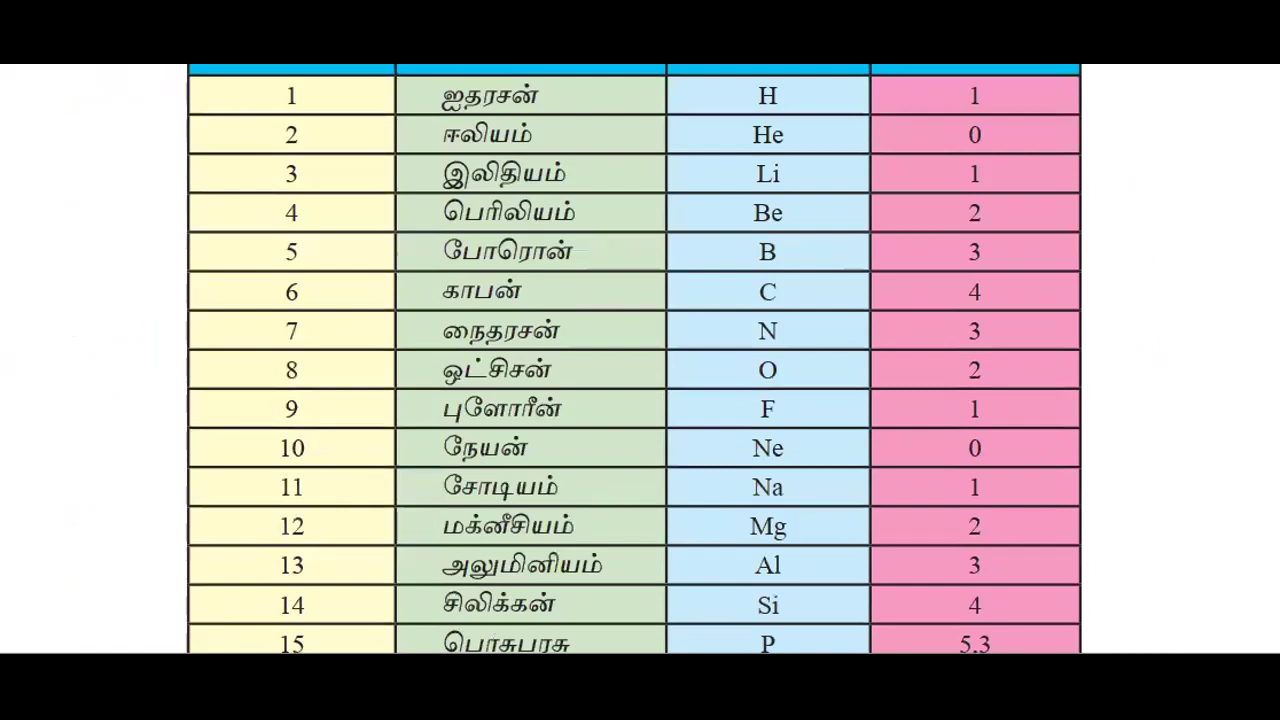 1 ஐதரசன் H 1
2 ஈலியம் He 0
3 இலிதியம் Li 1
4 பெரிலியம் Be 2
5 போரொன் B 3
6 காபன் C 4
7 நைதரசன் N 3
8 ஒட்சிசன் O 2
9 புளோரீன் F 1
10 நேயன் Ne 0
11 சோடியம் Na 1
12 மக்னீசியம் Mg 2
13 அலுமினியம் Al 3
14 சிலிக்கன் Si 4
15 பொசுபரசு P 5.3